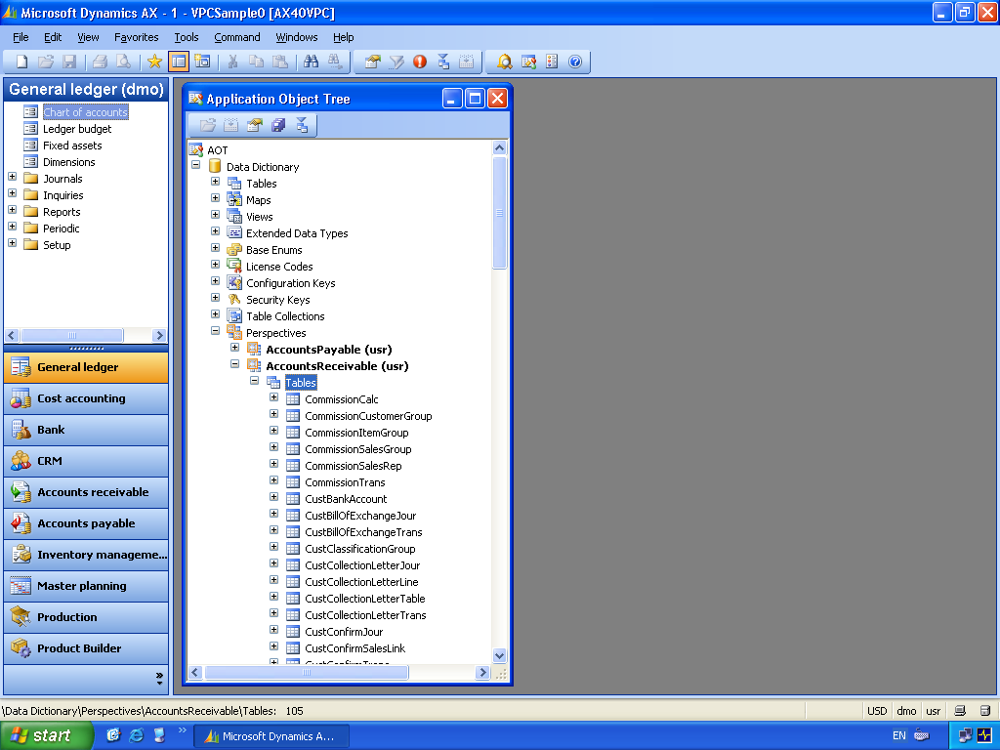 Microsoft Dynamics AX - 1 - VPCSample0 [AX40VPC]
File Edit View Favorites Tools Command Windows Help
General ledger (dmo)
Chart of accounts
Ledger budget
Fixed assets
Dimensions
Journals
Inquiries
Reports
Periodic
Setup
General ledger
Cost accounting
Bank
CRM
Accounts receivable
Accounts payable
Inventory manageme...
Master planning
Production
Product Builder
Application Object Tree
AOT
Data Dictionary
Tables
Maps
Views
Extended Data Types
Base Enums
License Codes
Configuration Keys
Security Keys
Table Collections
Perspectives
AccountsPayable (usr)
AccountsReceivable (usr)
Tables
CommissionCalc
CommissionCustomerGroup
CommissionItemGroup
CommissionSalesGroup
CommissionSalesRep
CommissionTrans
CustBankAccount
CustBillOfExchangeJour
CustBillOfExchangeTrans
CustClassificationGroup
CustCollectionLetterJour
CustCollectionLetterLine
CustCollectionLetterTable
CustCollectionLetterTrans
CustConfirmJour
CustConfirmSalesLink
CustConfirmTrans
\Data Dictionary\Perspectives\AccountsReceivable\Tables: 105
USD dmo usr
start
Microsoft Dynamics A...
EN